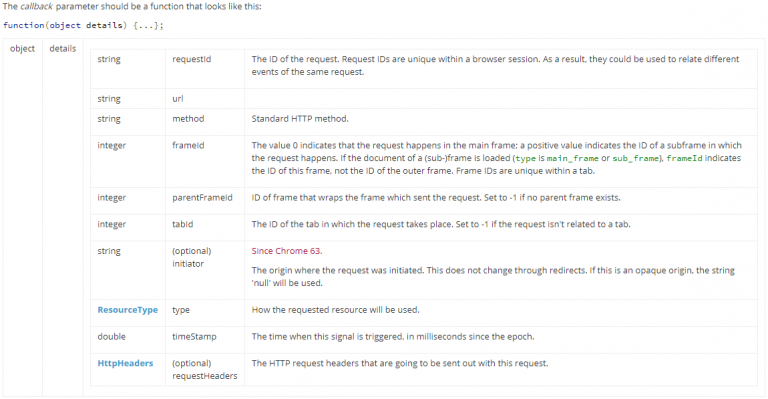 The callback parameter should be a function that looks like this:
function(object details) {...};
object details
string requestId The ID of the request. Request IDs are unique within a browser session. As a result, they could be used to relate different
events of the same request.
string url
string method Standard HTTP method.
integer frameId The value 0 indicates that the request happens in the main frame; a positive value indicates the ID of a subframe in which
the request happens. If the document of a (sub-)frame is loaded (type is main_frame or sub_frame), frameId indicates
the ID of this frame, not the ID of the outer frame. Frame IDs are unique within a tab.
integer parentFrameId ID of frame that wraps the frame which sent the request. Set to -1 if no parent frame exists.
integer tabId The ID of the tab in which the request takes place. Set to -1 if the request isn't related to a tab.
string (optional) Since Chrome 63.
initiator
The origin where the request was initiated. This does not change through redirects. If this is an opaque origin, the string
'null' will be used.
ResourceType type How the requested resource will be used.
double timeStamp The time when this signal is triggered, in milliseconds since the epoch.
HttpHeaders (optional) The HTTP request headers that are going to be sent out with this request.
requestHeaders